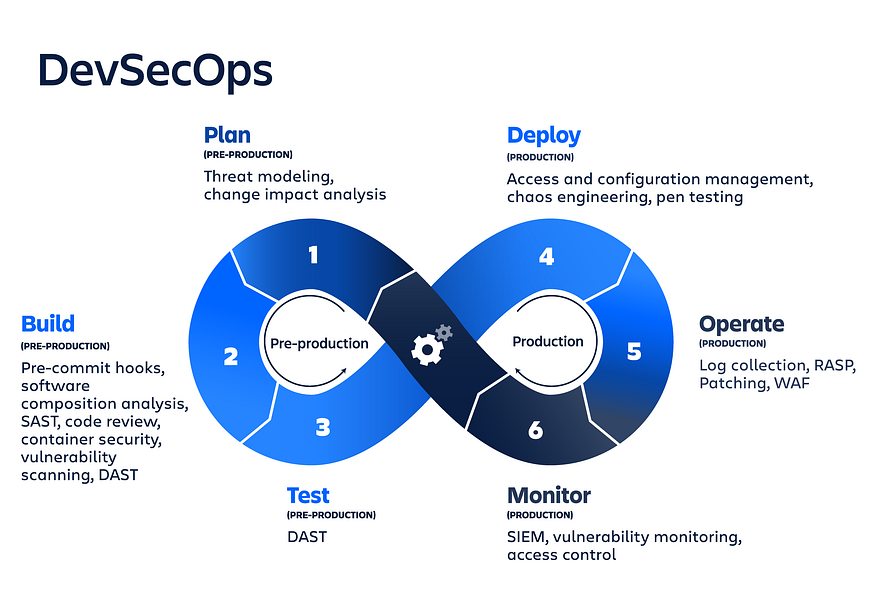 DevSecOps
Plan
(PRE-PRODUCTION)
Threat modeling,
change impact analysis
Deploy
(PRODUCTION)
Access and configuration management,
chaos engineering, pen testing
1
4
Build
(PRE-PRODUCTION)
Pre-commit hooks,
software
composition analysis,
SAST, code review,
container security,
vulnerability
scanning, DAST
2
Pre-production
Production
5
Operate
(PRODUCTION)
Log collection, RASP,
Patching, WAF
3
6
Test
(PRE-PRODUCTION)
DAST
Monitor
(PRODUCTION)
SIEM, vulnerability monitoring,
access control